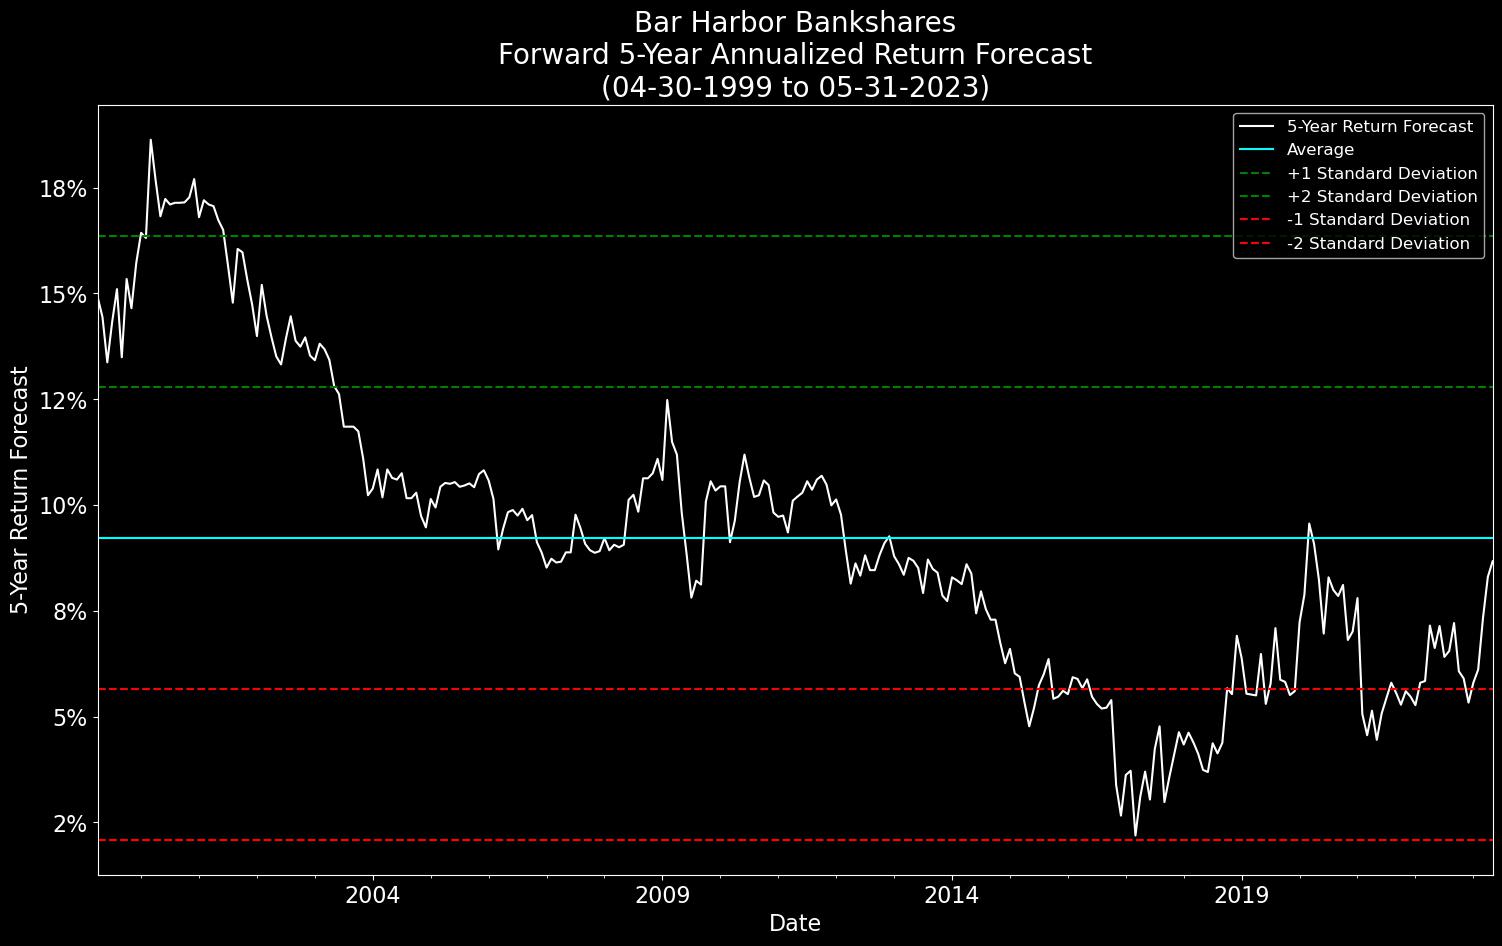 Bar Harbor Bankshares
Forward 5-Year Annualized Return Forecast
(04-30-1999 to 05-31-2023)
5-Year Return Forecast
Average
+1 Standard Deviation
+2 Standard Deviation
-1 Standard Deviation
-2 Standard Deviation
18%
15%
12%
10%
8%
5%
2%
5-Year Return Forecast
2004
2009
2014
2019
Date